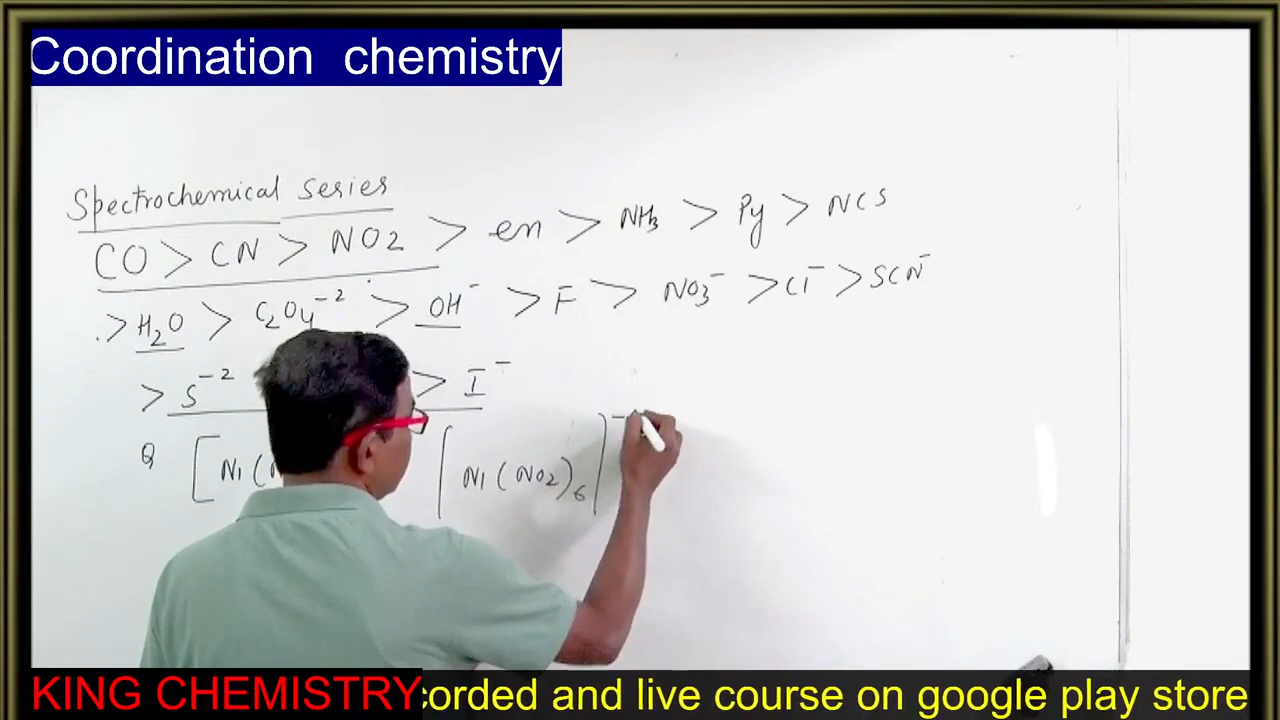 Coordination chemistry
Spectrochemical series
CO > CN > NO2 > en > NH3 > Py > NCS
. > H2O > C2O4⁻² > OH⁻ > F > NO3⁻ > Cl⁻ > SCN⁻
> S⁻² > I⁻
Q [Ni( [Ni(NO2)6]⁻
KING CHEMISTRY corded and live course on google play store